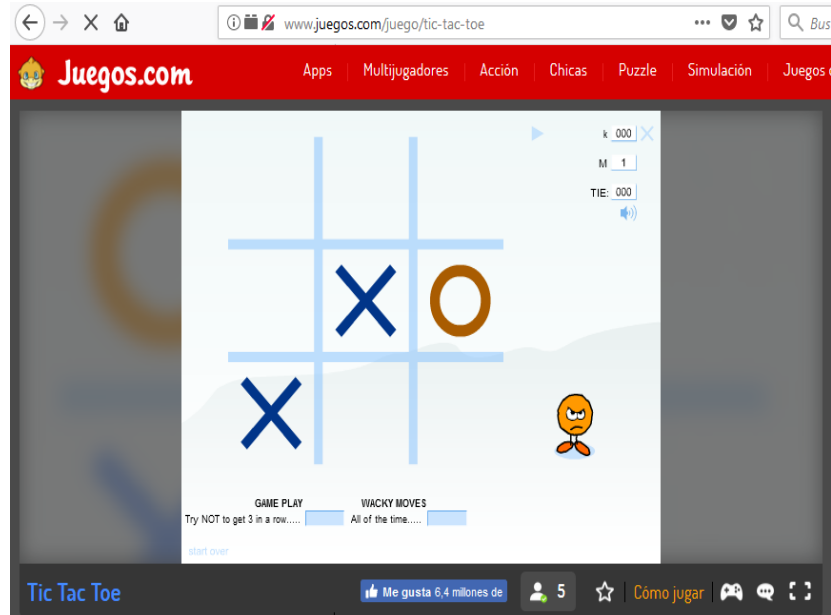 www.juegos.com/juego/tic-tac-toe
Bus
Juegos.com
Apps Multijugadores Acción Chicas Puzzle Simulación Juegos
k 000
M 1
TIE: 000
X O
X
GAME PLAY WACKY MOVES
Try NOT to get 3 in a row..... All of the time.....
start over
Tic Tac Toe Me gusta 6,4 millones de 5 Cómo jugar